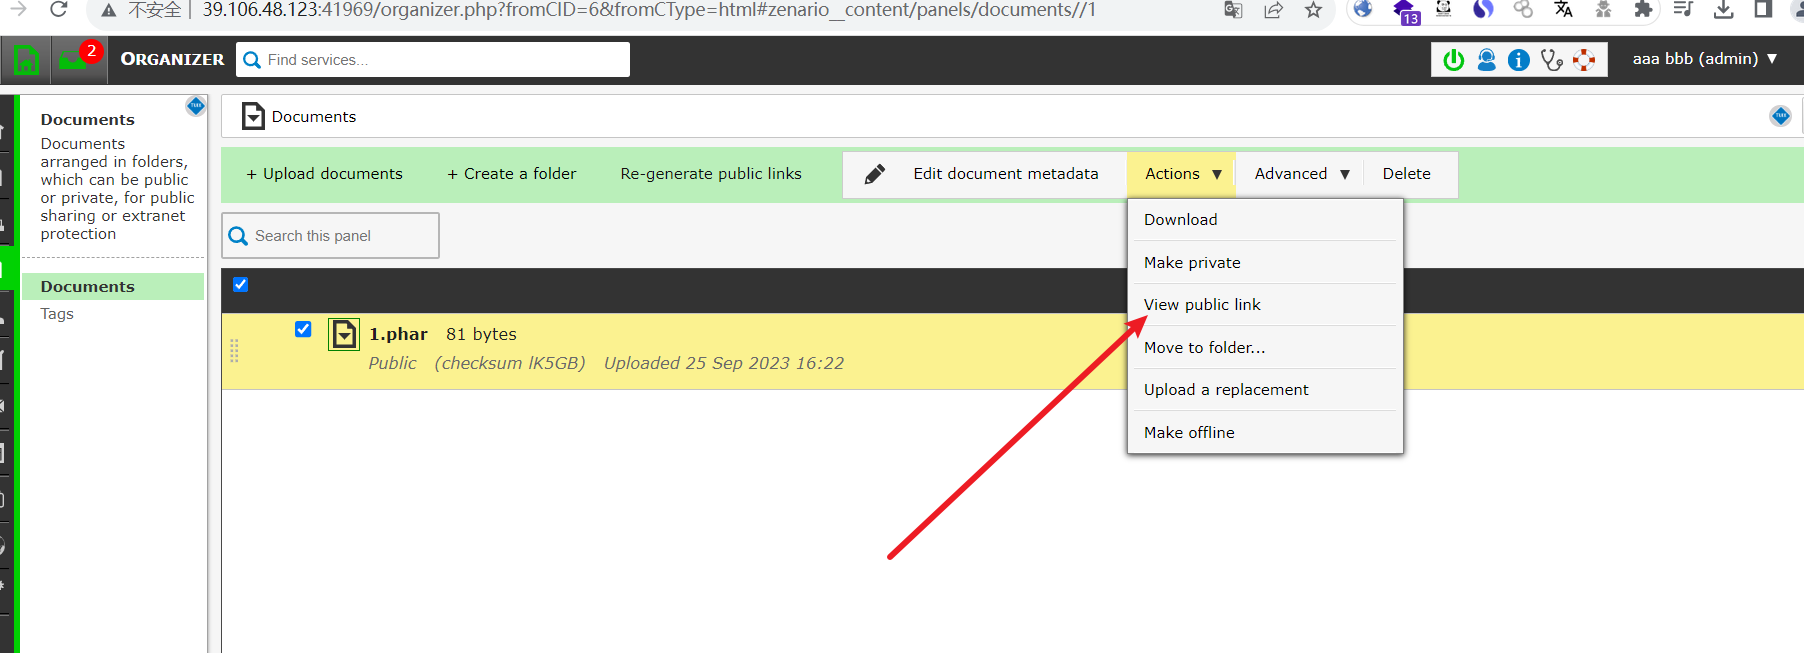 不安全 39.106.48.123:41969/organizer.php?fromCID=6&fromCType=html#zenario__content/panels/documents//1
13
2
ORGANIZER
Find services...
aaa bbb (admin) ▼
Documents
Documents
arranged in folders,
which can be public
or private, for public
sharing or extranet
protection
Documents
Tags
Documents
+ Upload documents
+ Create a folder
Re-generate public links
Edit document metadata
Actions ▼
Advanced ▼
Delete
Search this panel
Download
Make private
View public link
Move to folder...
Upload a replacement
Make offline
1.phar 81 bytes
Public (checksum lK5GB) Uploaded 25 Sep 2023 16:22